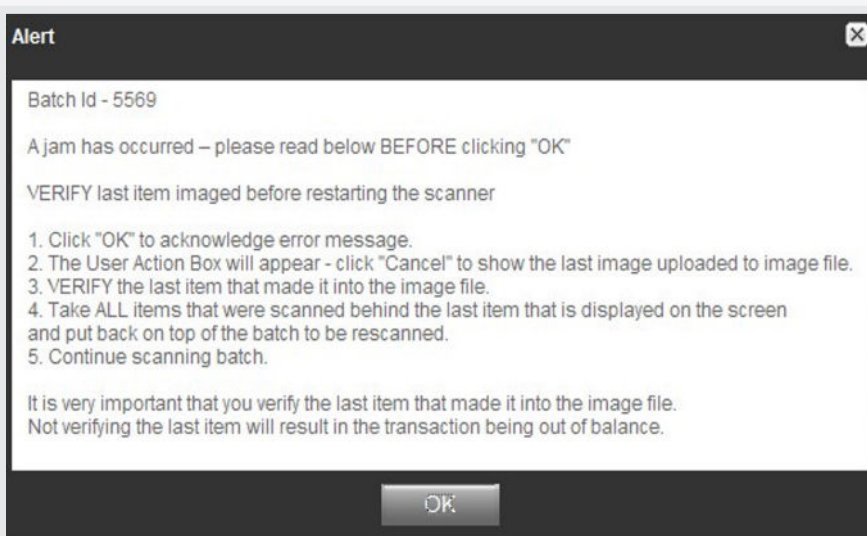 Alert
Batch Id - 5569
A jam has occurred – please read below BEFORE clicking "OK"
VERIFY last item imaged before restarting the scanner
1. Click "OK" to acknowledge error message.
2. The User Action Box will appear - click "Cancel" to show the last image uploaded to image file.
3. VERIFY the last item that made it into the image file.
4. Take ALL items that were scanned behind the last item that is displayed on the screen
and put back on top of the batch to be rescanned.
5. Continue scanning batch.
It is very important that you verify the last item that made it into the image file.
Not verifying the last item will result in the transaction being out of balance.
OK